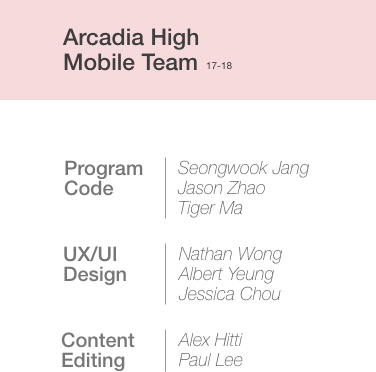 Arcadia High
Mobile Team 17-18
Program
Code
Seongwook Jang
Jason Zhao
Tiger Ma
UX/UI
Design
Nathan Wong
Albert Yeung
Jessica Chou
Content
Editing
Alex Hitti
Paul Lee